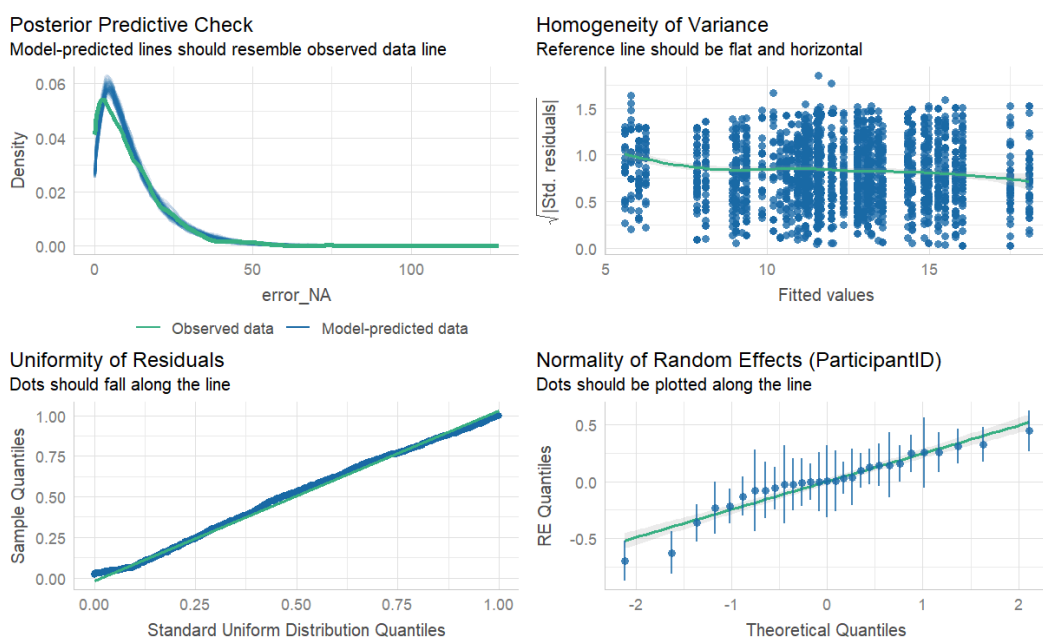 Posterior Predictive Check
Model-predicted lines should resemble observed data line
0.06
0.04
0.02
0.00
Density
0
50
100
error_NA
Observed data
Model-predicted data
Homogeneity of Variance
Reference line should be flat and horizontal
1.5
1.0
0.5
0.0
√|Std. residuals|
5
10
15
Fitted values
Uniformity of Residuals
Dots should fall along the line
1.00
0.75
0.50
0.25
0.00
Sample Quantiles
0.00
0.25
0.50
0.75
1.00
Standard Uniform Distribution Quantiles
Normality of Random Effects (ParticipantID)
Dots should be plotted along the line
0.5
0.0
-0.5
RE Quantiles
-2
-1
0
1
2
Theoretical Quantiles